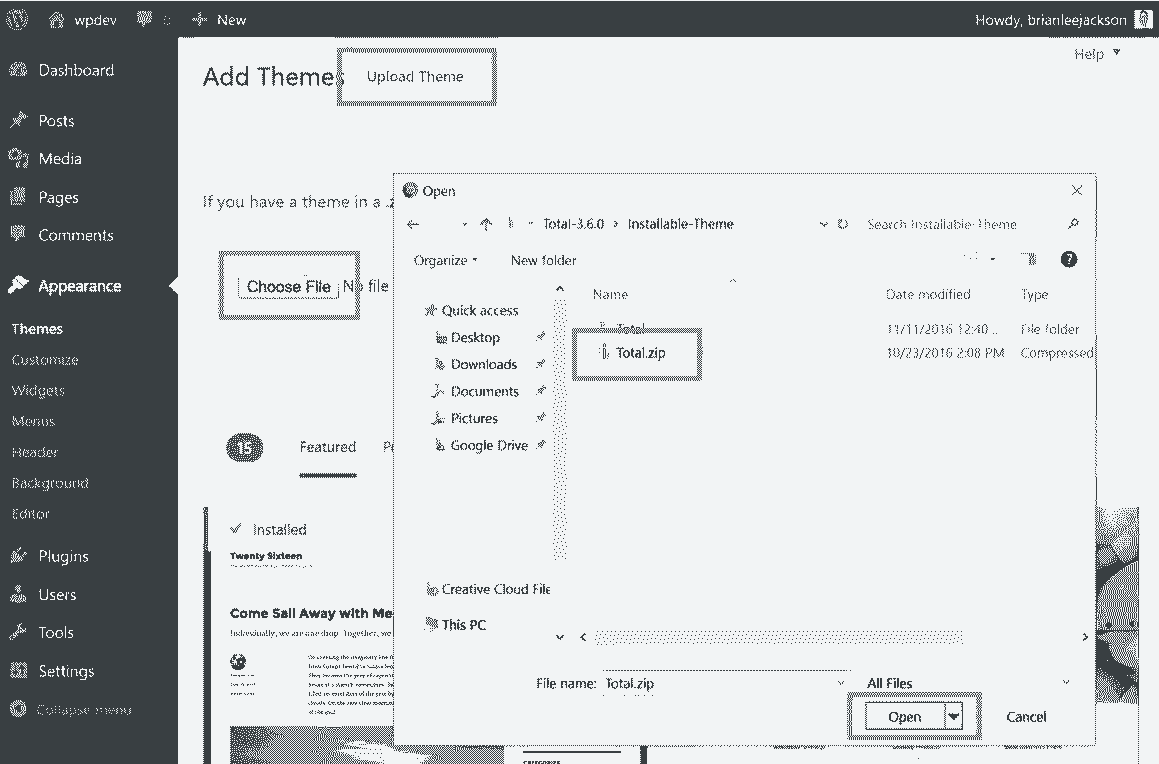 wpdev
New
Howdy, brianleejackson
Help
Dashboard
Posts
Media
Pages
Comments
Appearance
Themes
Customize
Widgets
Menus
Header
Background
Editor
Plugins
Users
Tools
Settings
Collapse menu
Add Themes
Upload Theme
If you have a theme in a
Choose File
No file
15
Featured
Installed
Twenty Sixteen
Come Sail Away with Me
Individually, we are one drop. Together, we
Open
Total-3.6.0
Installable-Theme
Search Installable-Theme
Organize
New folder
Name
Date modified
Type
Quick access
Desktop
Downloads
Documents
Pictures
Google Drive
Creative Cloud File
This PC
Total
11/11/2016 12:40...
File folder
Total.zip
10/23/2016 2:08 PM
Compressed
File name:
Total.zip
All Files
Open
Cancel